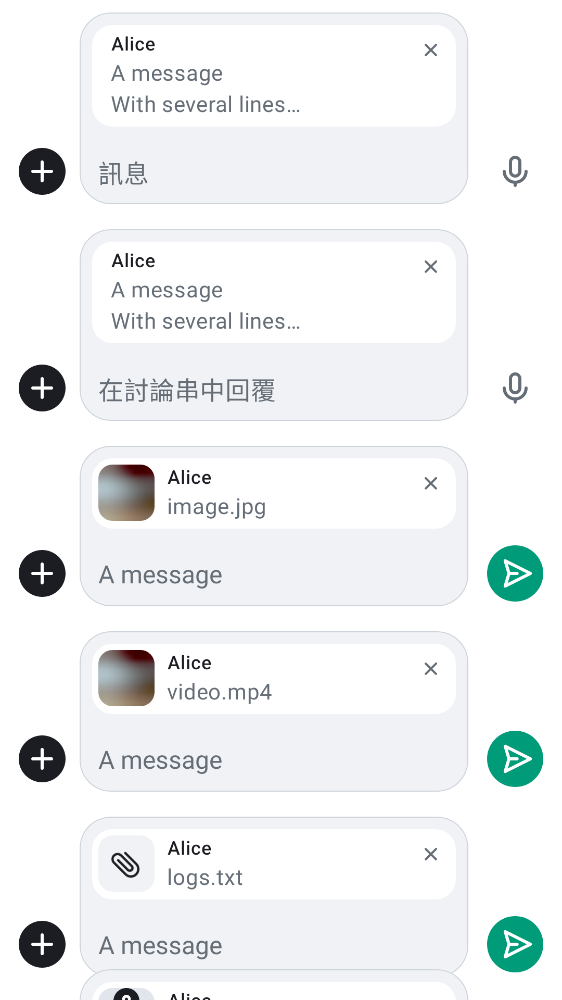 Alice
A message
With several lines…
訊息
Alice
A message
With several lines…
在討論串中回覆
Alice
image.jpg
A message
Alice
video.mp4
A message
Alice
logs.txt
A message
Alice